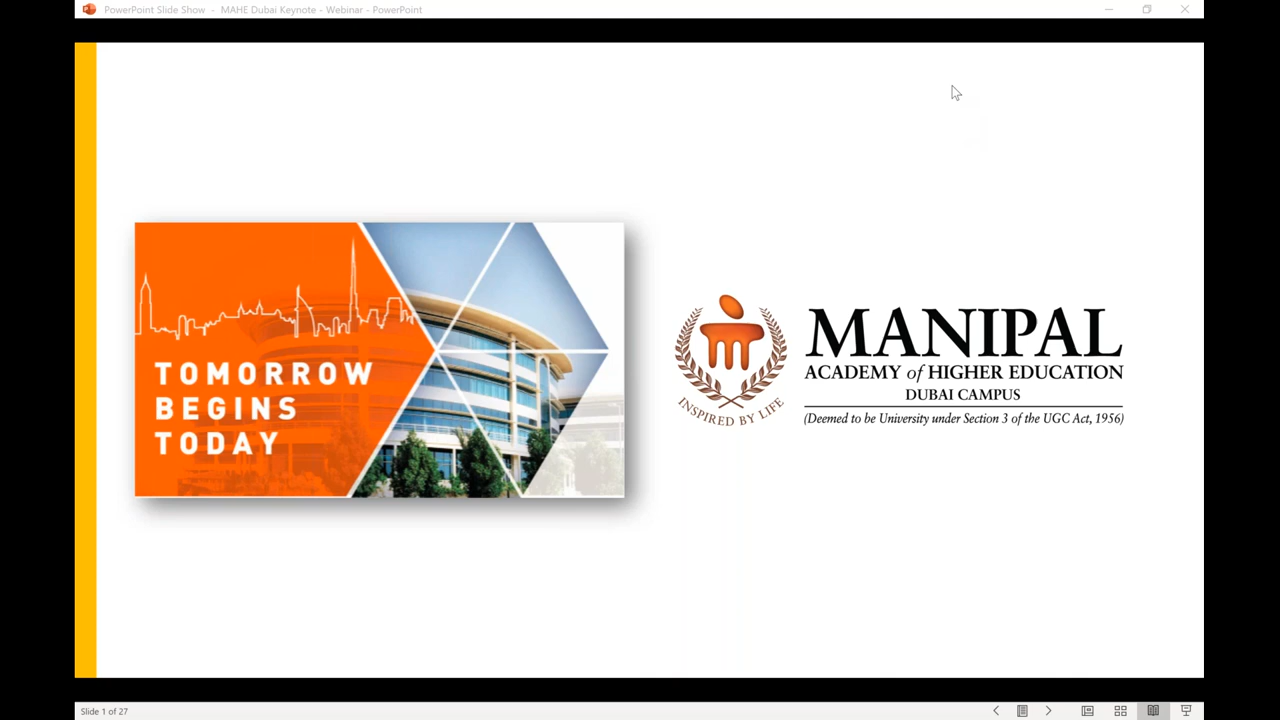 PowerPoint Slide Show - MAHE Dubai Keynote - Webinar - PowerPoint
TOMORROW
BEGINS
TODAY
INSPIRED BY LIFE
MANIPAL
ACADEMY of HIGHER EDUCATION
DUBAI CAMPUS
(Deemed to be University under Section 3 of the UGC Act, 1956)
Slide 1 of 27